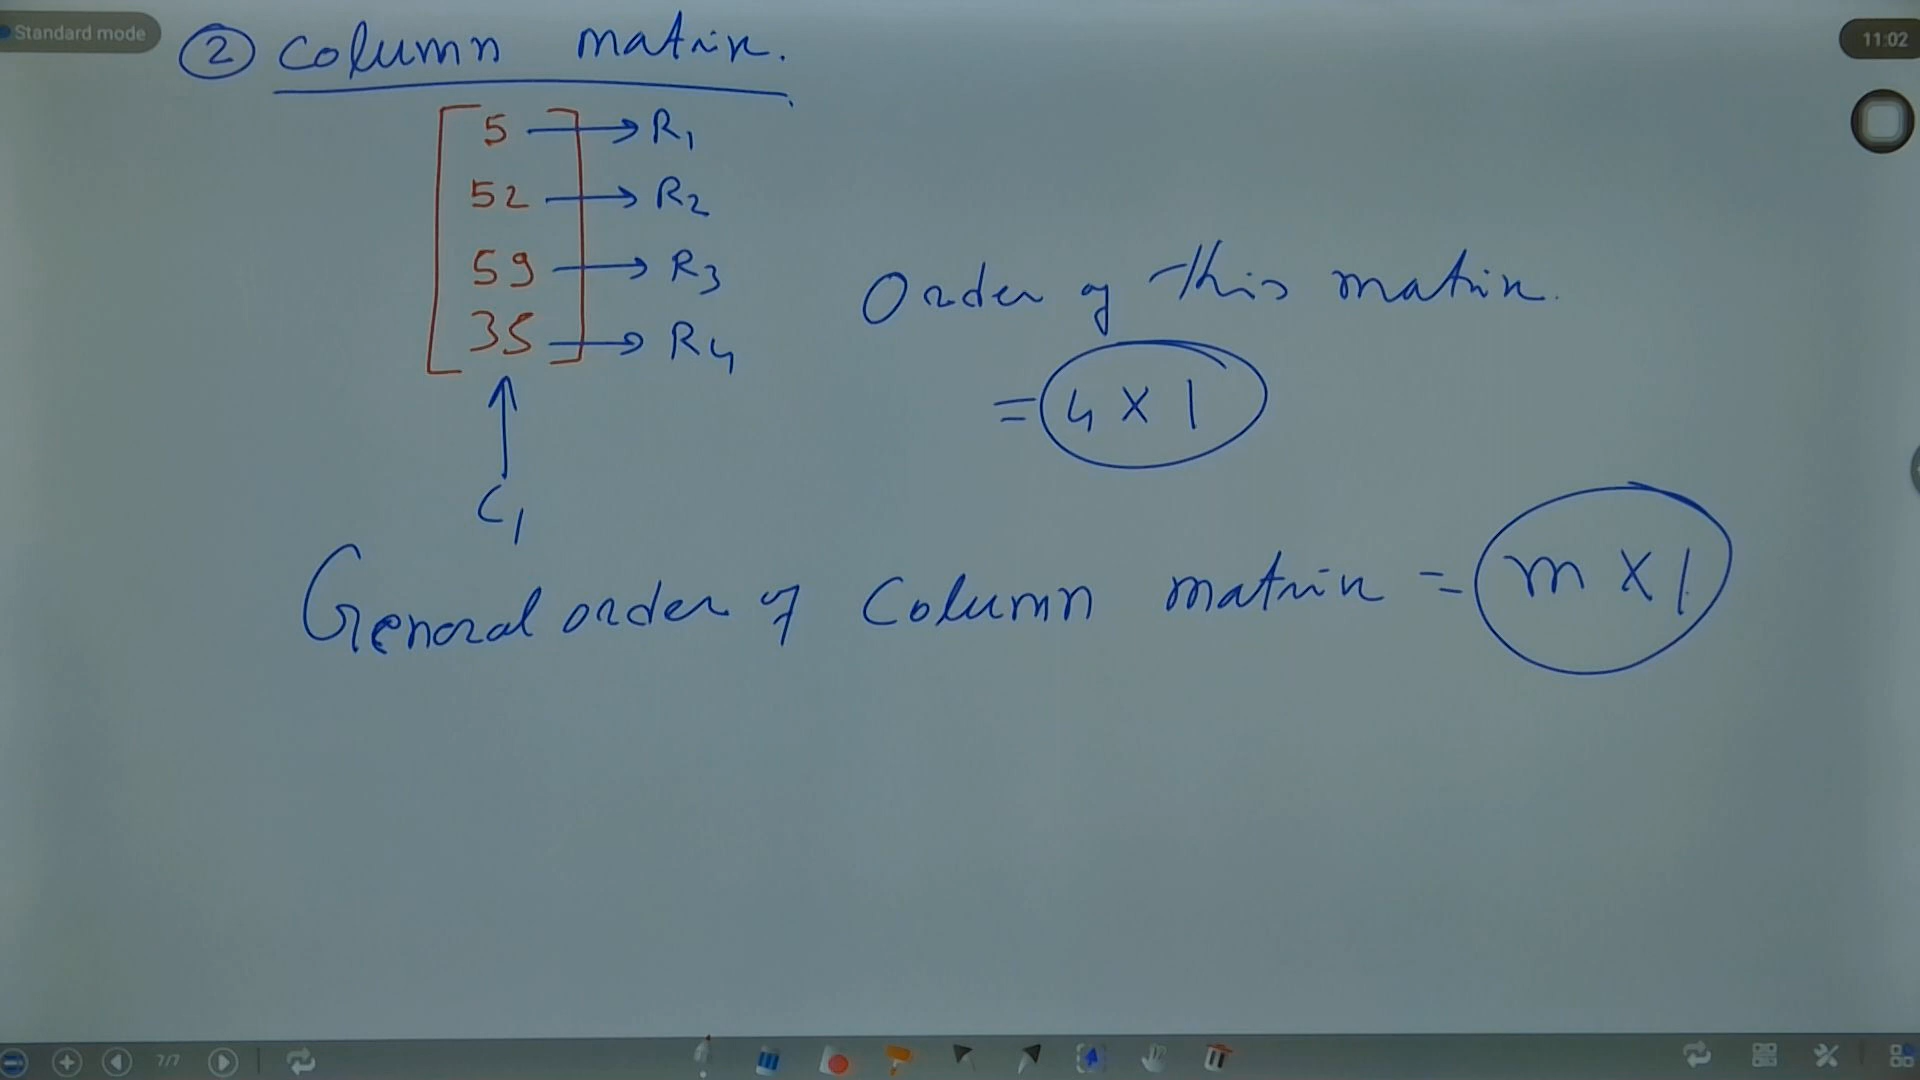 Standard mode
11:02
② Column matrix.
5 → R1
52 → R2
59 → R3
35 → R4
C1
Order of this matrix.
= 4 × 1
General order of Column matrix = m × 1
7/7